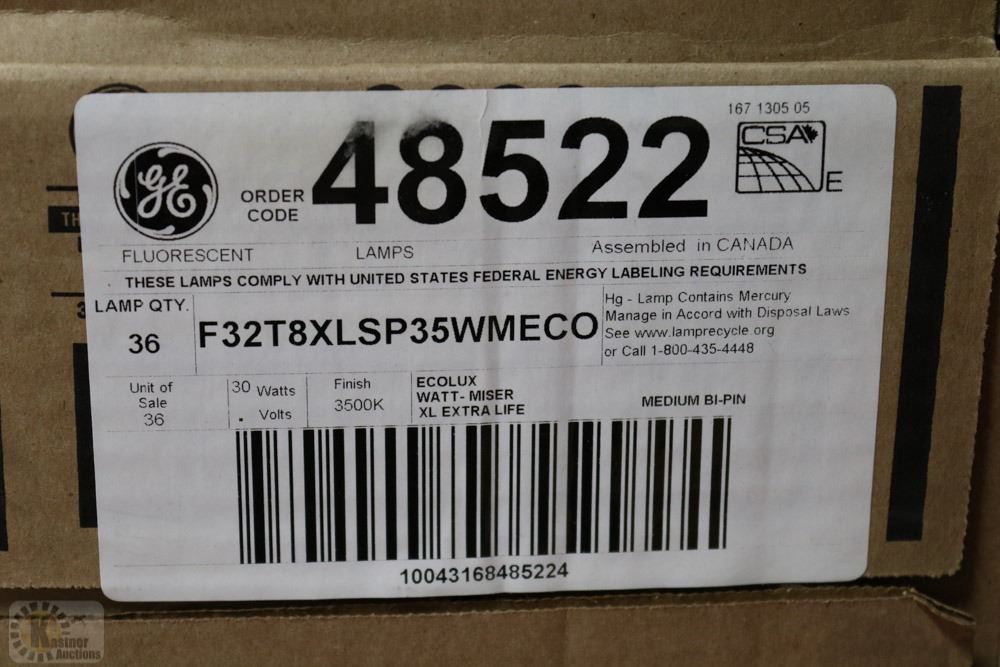 167 1305 05
GE
ORDER CODE
48522
CSA
E
FLUORESCENT LAMPS Assembled in CANADA
THESE LAMPS COMPLY WITH UNITED STATES FEDERAL ENERGY LABELING REQUIREMENTS
LAMP QTY.
36
F32T8XLSP35WMECO
Hg - Lamp Contains Mercury
Manage in Accord with Disposal Laws
See www.lamprecycle.org
or Call 1-800-435-4448
Unit of
Sale
36
30 Watts
. Volts
Finish
3500K
ECOLUX
WATT- MISER
XL EXTRA LIFE
MEDIUM BI-PIN
10043168485224
TH
3
Kastner
Auctions